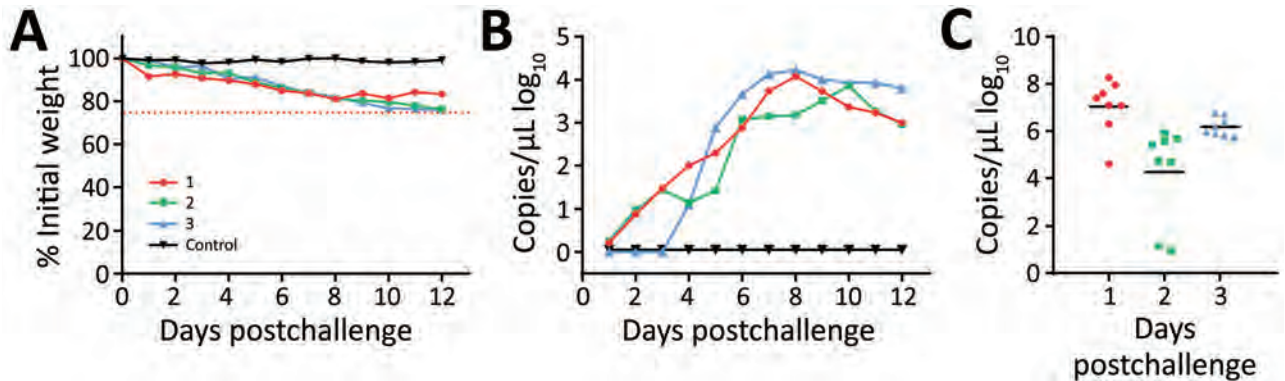 A
% Initial weight
100
80
60
40
20
0
1
2
3
Control
0 2 4 6 8 10 12
Days postchallenge
B
Copies/μL log10
5
4
3
2
1
0
0 2 4 6 8 10 12
Days postchallenge
C
Copies/μL log10
10
8
6
4
2
0
1 2 3
Days
postchallenge